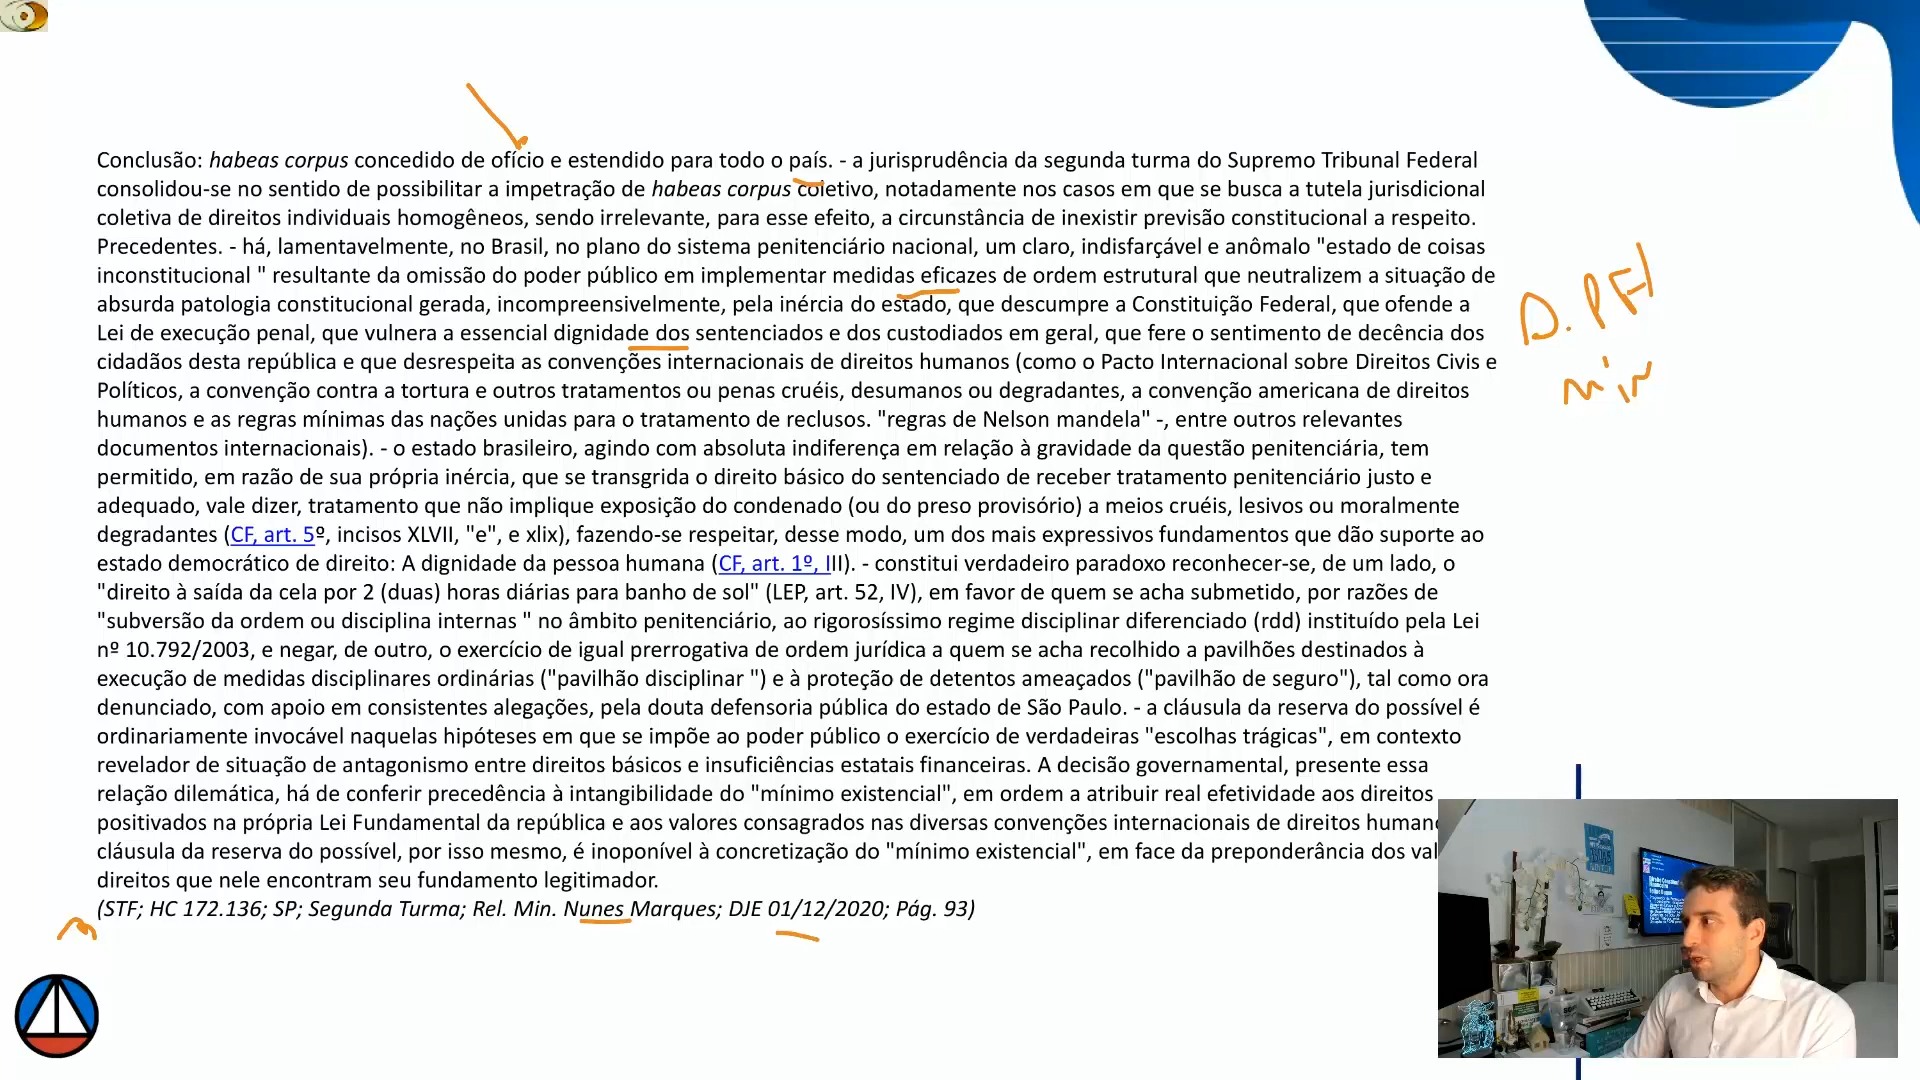 Conclusão: habeas corpus concedido de ofício e estendido para todo o país. - a jurisprudência da segunda turma do Supremo Tribunal Federal
consolidou-se no sentido de possibilitar a impetração de habeas corpus coletivo, notadamente nos casos em que se busca a tutela jurisdicional
coletiva de direitos individuais homogêneos, sendo irrelevante, para esse efeito, a circunstância de inexistir previsão constitucional a respeito.
Precedentes. - há, lamentavelmente, no Brasil, no plano do sistema penitenciário nacional, um claro, indisfarçável e anômalo "estado de coisas
inconstitucional " resultante da omissão do poder público em implementar medidas eficazes de ordem estrutural que neutralizem a situação de
absurda patologia constitucional gerada, incompreensivelmente, pela inércia do estado, que descumpre a Constituição Federal, que ofende a
Lei de execução penal, que vulnera a essencial dignidade dos sentenciados e dos custodiados em geral, que fere o sentimento de decência dos
cidadãos desta república e que desrespeita as convenções internacionais de direitos humanos (como o Pacto Internacional sobre Direitos Civis e
Políticos, a convenção contra a tortura e outros tratamentos ou penas cruéis, desumanos ou degradantes, a convenção americana de direitos
humanos e as regras mínimas das nações unidas para o tratamento de reclusos. "regras de Nelson mandela" -, entre outros relevantes
documentos internacionais). - o estado brasileiro, agindo com absoluta indiferença em relação à gravidade da questão penitenciária, tem
permitido, em razão de sua própria inércia, que se transgrida o direito básico do sentenciado de receber tratamento penitenciário justo e
adequado, vale dizer, tratamento que não implique exposição do condenado (ou do preso provisório) a meios cruéis, lesivos ou moralmente
degradantes (CF, art. 5º, incisos XLVII, "e", e xlix), fazendo-se respeitar, desse modo, um dos mais expressivos fundamentos que dão suporte ao
estado democrático de direito: A dignidade da pessoa humana (CF, art. 1º, III). - constitui verdadeiro paradoxo reconhecer-se, de um lado, o
"direito à saída da cela por 2 (duas) horas diárias para banho de sol" (LEP, art. 52, IV), em favor de quem se acha submetido, por razões de
"subversão da ordem ou disciplina internas " no âmbito penitenciário, ao rigorosíssimo regime disciplinar diferenciado (rdd) instituído pela Lei
nº 10.792/2003, e negar, de outro, o exercício de igual prerrogativa de ordem jurídica a quem se acha recolhido a pavilhões destinados à
execução de medidas disciplinares ordinárias ("pavilhão disciplinar ") e à proteção de detentos ameaçados ("pavilhão de seguro"), tal como ora
denunciado, com apoio em consistentes alegações, pela douta defensoria pública do estado de São Paulo. - a cláusula da reserva do possível é
ordinariamente invocável naquelas hipóteses em que se impõe ao poder público o exercício de verdadeiras "escolhas trágicas", em contexto
revelador de situação de antagonismo entre direitos básicos e insuficiências estatais financeiras. A decisão governamental, presente essa
relação dilemática, há de conferir precedência à intangibilidade do "mínimo existencial", em ordem a atribuir real efetividade aos direitos
positivados na própria Lei Fundamental da república e aos valores consagrados nas diversas convenções internacionais de direitos human
cláusula da reserva do possível, por isso mesmo, é inoponível à concretização do "mínimo existencial", em face da preponderância dos val
direitos que nele encontram seu fundamento legitimador.
(STF; HC 172.136; SP; Segunda Turma; Rel. Min. Nunes Marques; DJE 01/12/2020; Pág. 93)